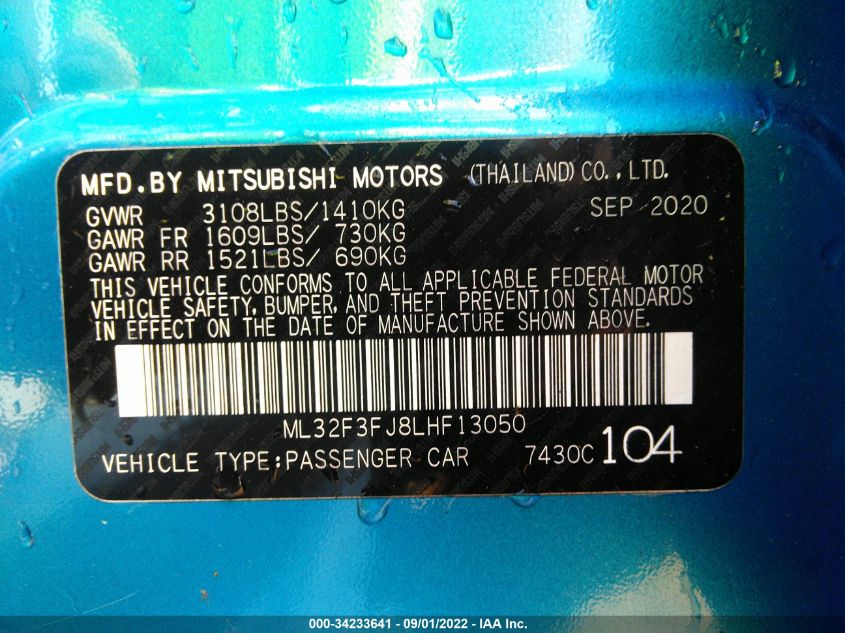 MFD.BY MITSUBISHI MOTORS (THAILAND) CO.,LTD.
GVWR 3108LBS/1410KG SEP 2020
GAWR FR 1609LBS/ 730KG
GAWR RR 1521LBS/ 690KG
THIS VEHICLE CONFORMS TO ALL APPLICABLE FEDERAL MOTOR
VEHICLE SAFETY, BUMPER, AND THEFT PREVENTION STANDARDS
IN EFFECT ON THE DATE OF MANUFACTURE SHOWN ABOVE.
ML32F3FJ8LHF13050
VEHICLE TYPE:PASSENGER CAR 7430C 104
000-34233641 - 09/01/2022 - IAA Inc.